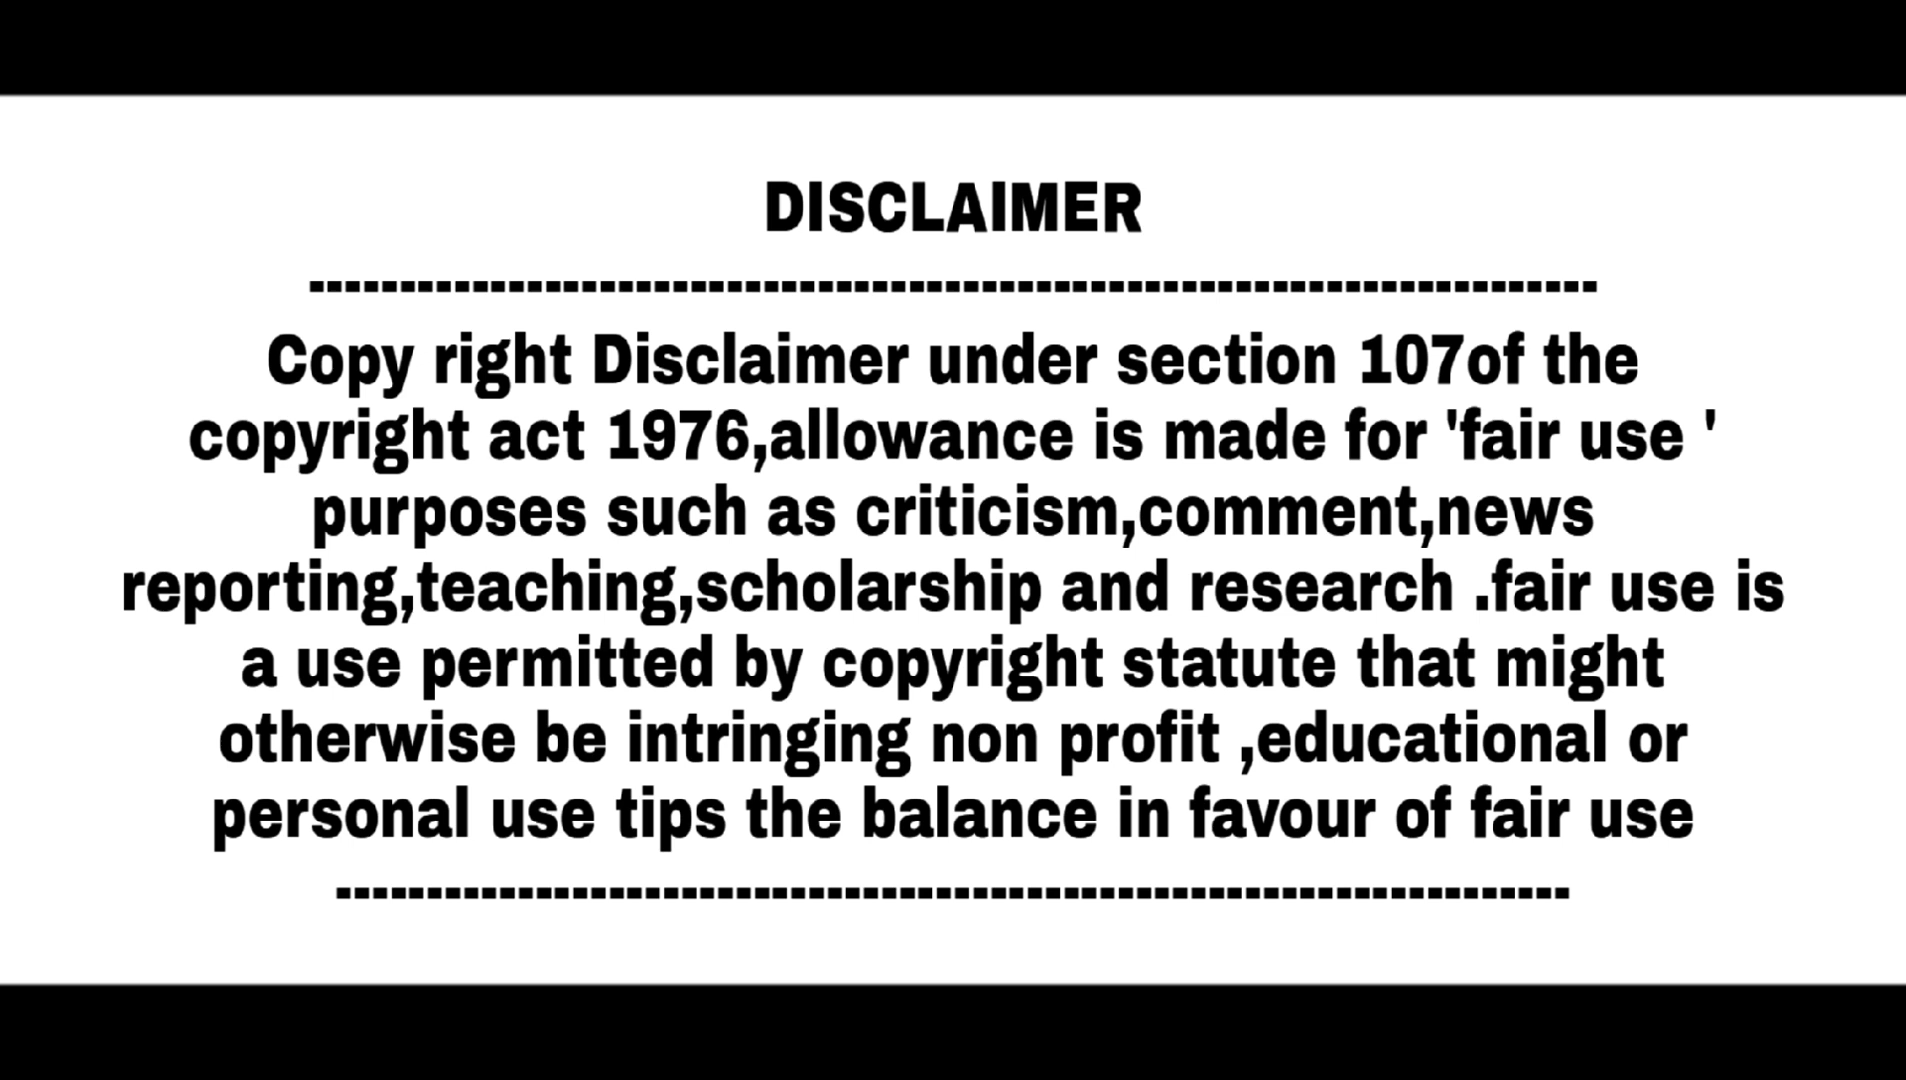 DISCLAIMER
-----------------------------------------------------------------------
Copy right Disclaimer under section 107of the
copyright act 1976,allowance is made for 'fair use '
purposes such as criticism,comment,news
reporting,teaching,scholarship and research .fair use is
a use permitted by copyright statute that might
otherwise be intringing non profit ,educational or
personal use tips the balance in favour of fair use
--------------------------------------------------------------------